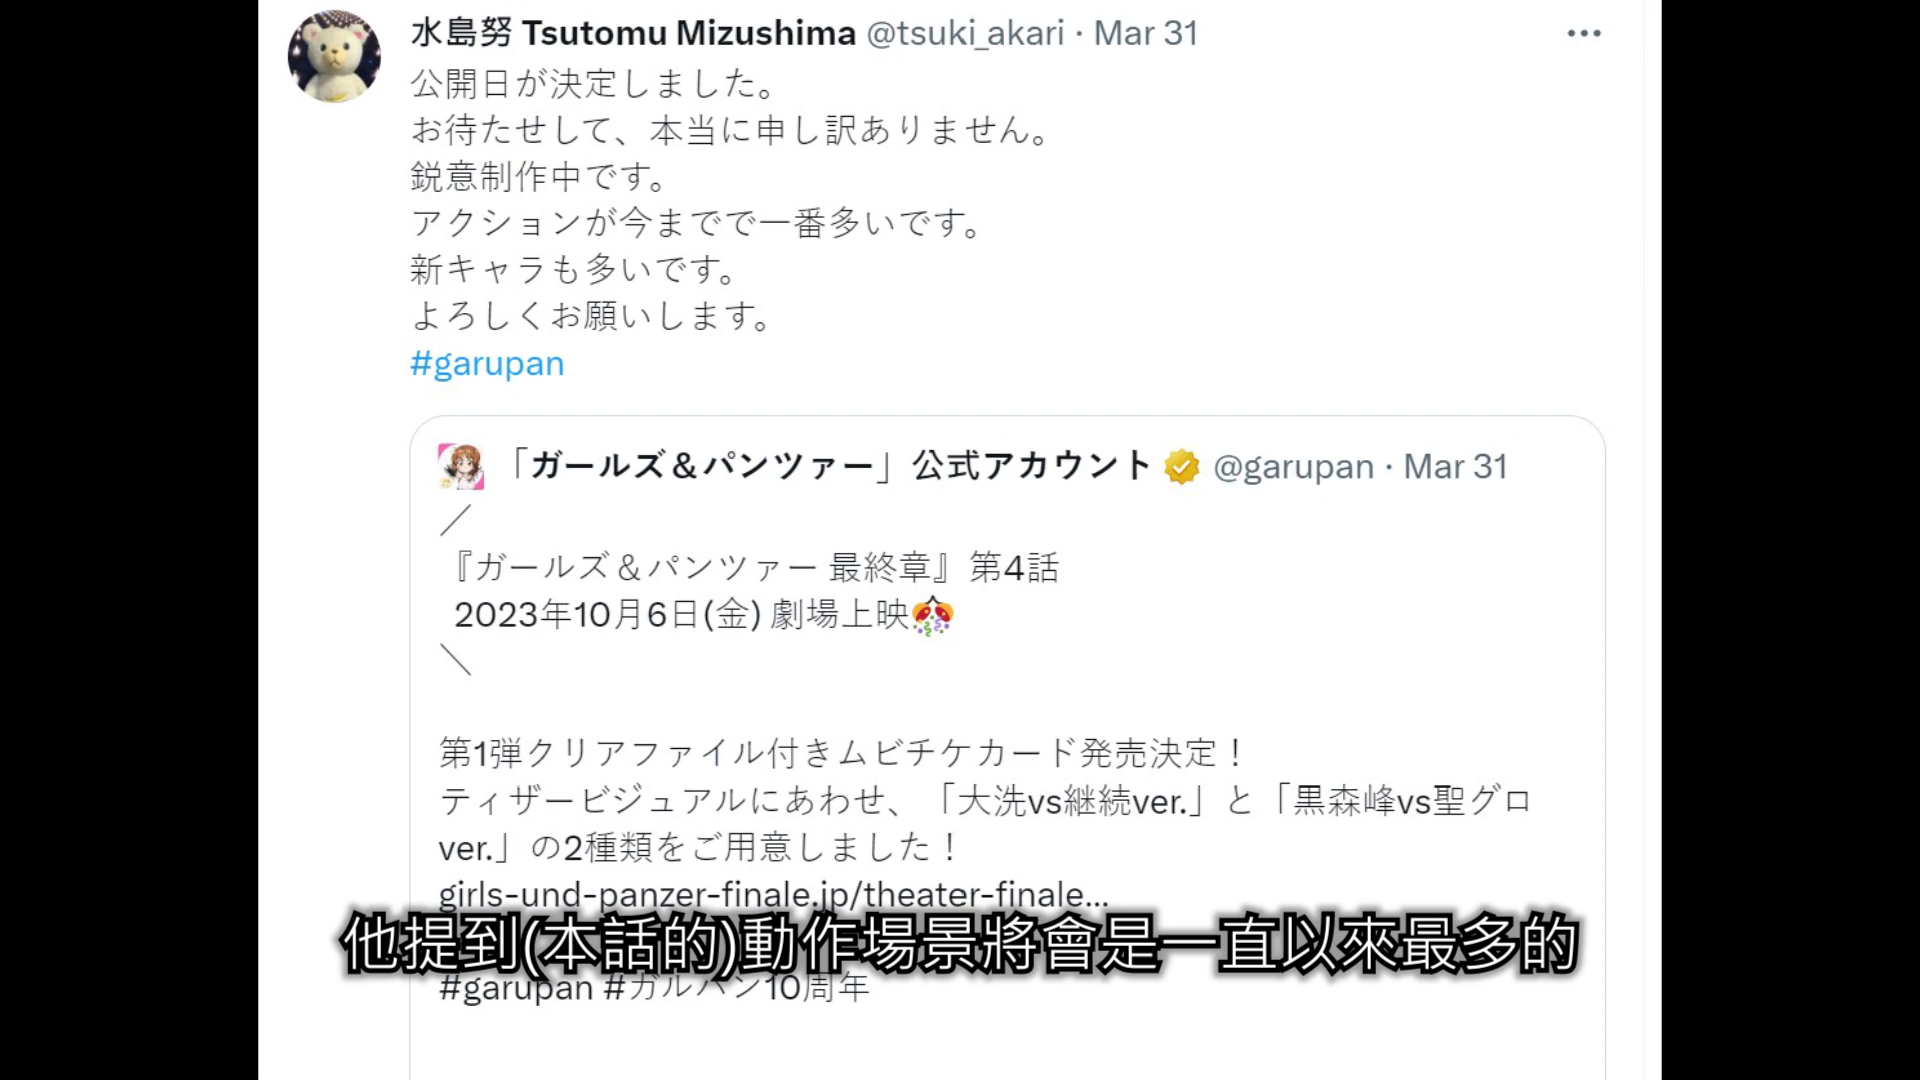 水島努 Tsutomu Mizushima @tsuki_akari · Mar 31
公開日が決定しました。
お待たせして、本当に申し訳ありません。
鋭意制作中です。
アクションが今までで一番多いです。
新キャラも多いです。
よろしくお願いします。
#garupan
「ガールズ＆パンツァー」公式アカウント @garupan · Mar 31
／
『ガールズ＆パンツァー 最終章』第4話
2023年10月6日(金) 劇場上映🎊
＼
第1弾クリアファイル付きムビチケカード発売決定！
ティザービジュアルにあわせ、「大洗vs継続ver.」と「黒森峰vs聖グロ
ver.」の2種類をご用意しました！
girls-und-panzer-finale.jp/theater-finale…
他提到(本話的)動作場景將會是一直以來最多的
#garupan #ガルパン10周年